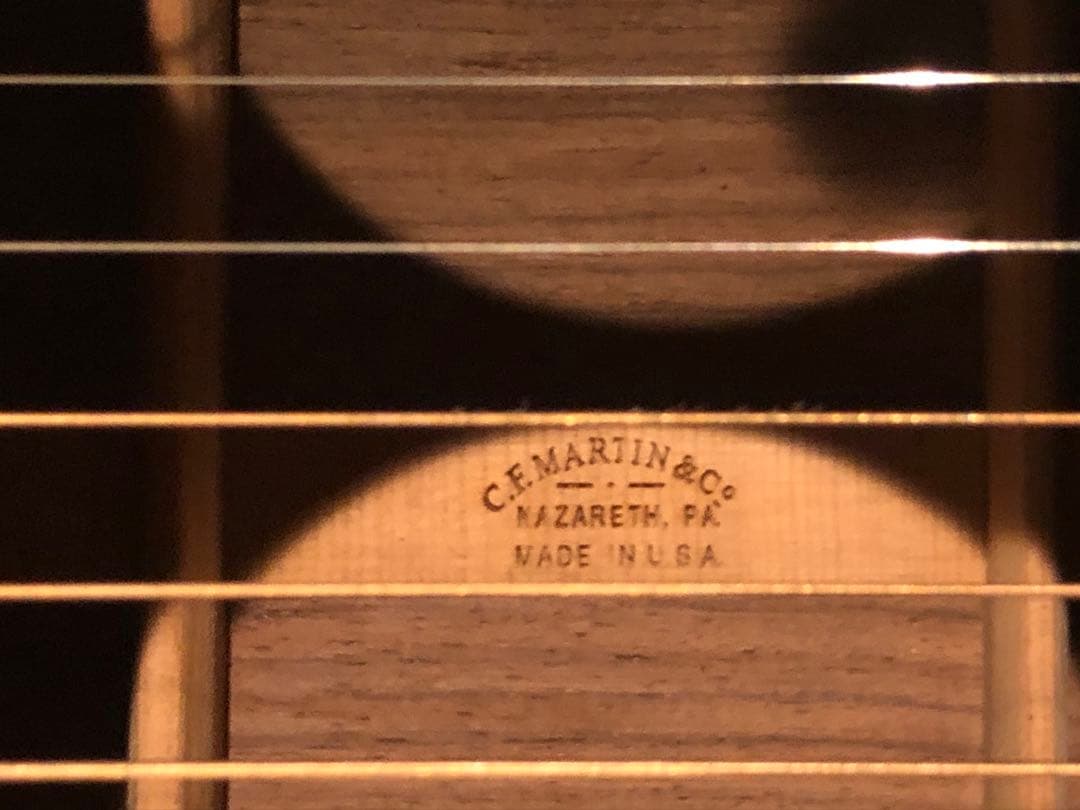 C.F. MARTIN & Co
NAZARETH, PA.
MADE IN U S A